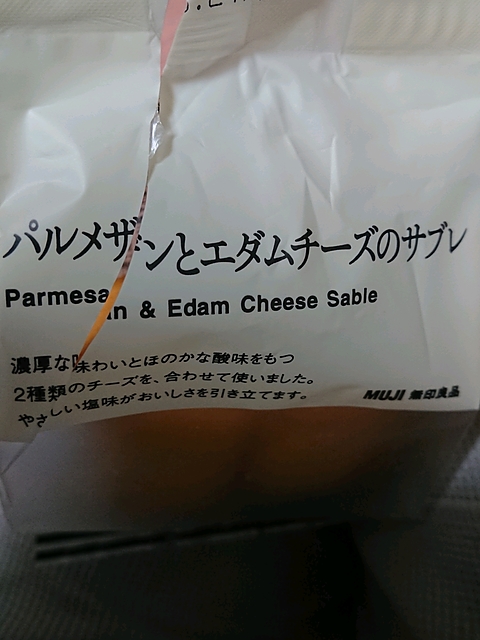 パルメザンとエダムチーズのサブレ
Parmesan & Edam Cheese Sable
濃厚な味わいとほのかな酸味をもつ
2種類のチーズを、合わせて使いました。
やさしい塩味がおいしさを引き立てます。
MUJI 無印良品